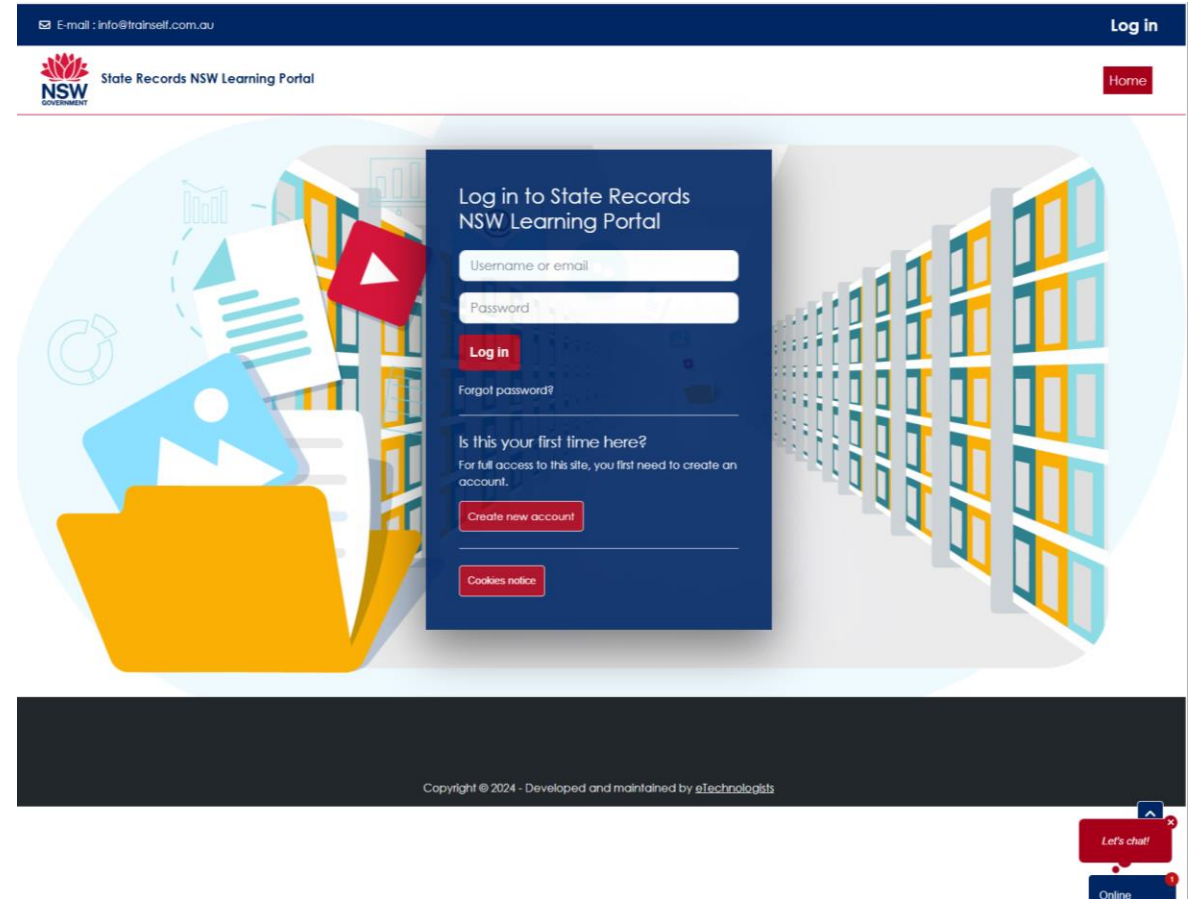 E-mail : info@trainself.com.au
Log in
NSW
GOVERNMENT
State Records NSW Learning Portal
Home
Log in to State Records
NSW Learning Portal
Username or email
Password
Log in
Forgot password?
Is this your first time here?
For full access to this site, you first need to create an
account.
Create new account
Cookies notice
Copyright © 2024 - Developed and maintained by eTechnologists
Let's chat!
1
Online